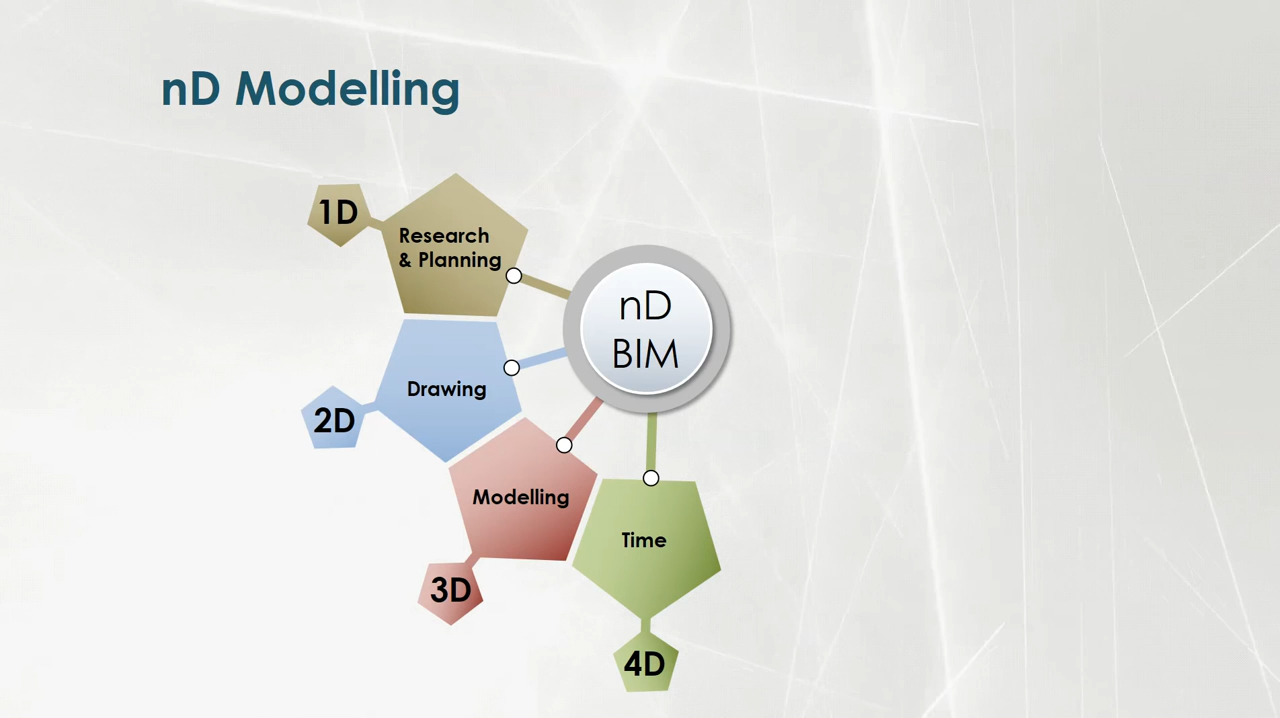 nD Modelling
1D
Research
& Planning
nD
BIM
Drawing
2D
Modelling
3D
Time
4D